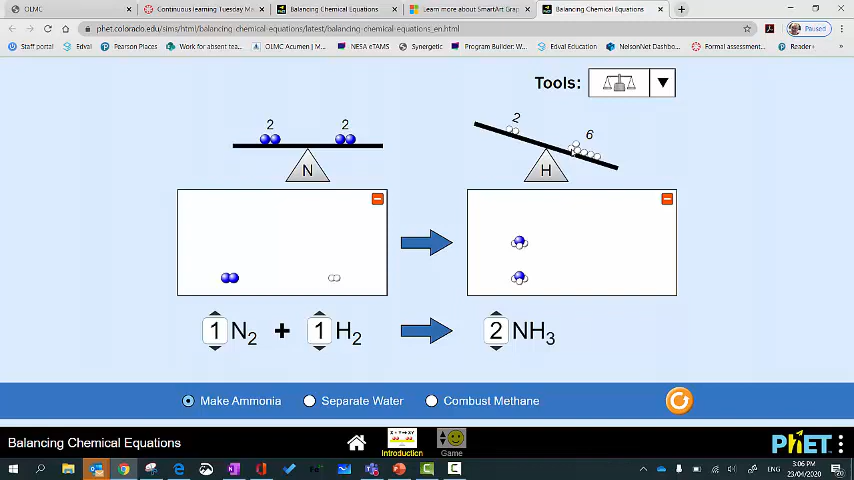 OLMC
Continuous learning Tuesday M
Balancing Chemical Equations
Learn more about SmartArt Grap
Balancing Chemical Equations
phet.colorado.edu/sims/html/balancing-chemical-equations/latest/balancing-chemical-equations_en.html
Paused
Staff portal
Edval
Pearson Places
Work for absent tea...
OLMC Acumen | M...
NESA eTAMS
Synergetic
Program Builder: W...
Edval Education
NelsonNet Dashbo...
Formal assessment...
Reader+
Tools:
2 2
2 6
N H
1 N2 + 1 H2 2 NH3
Make Ammonia Separate Water Combust Methane
Balancing Chemical Equations
X + Y → XY
Introduction
Game
PhET
ENG
3:06 PM
23/04/2020